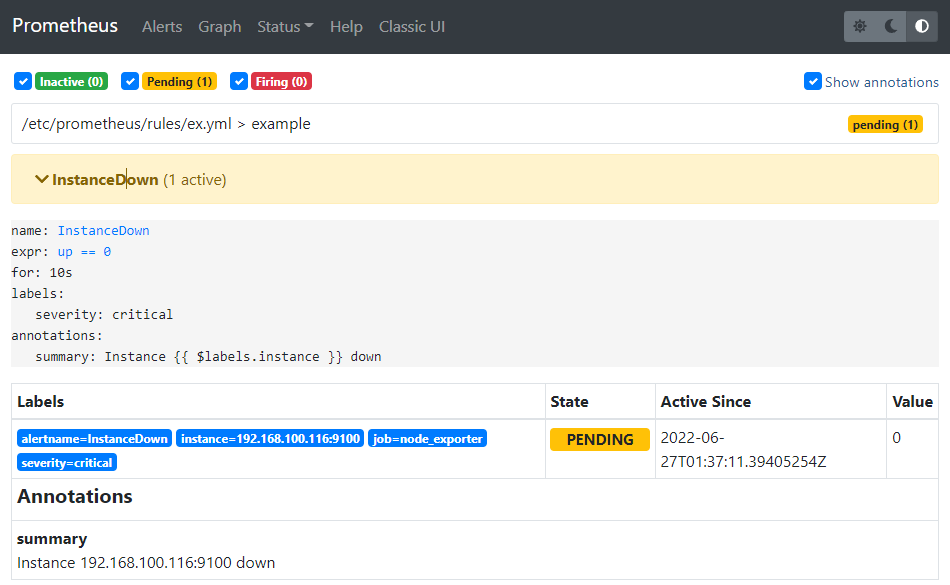 Prometheus Alerts Graph Status Help Classic UI
Inactive (0) Pending (1) Firing (0) Show annotations
/etc/prometheus/rules/ex.yml > example pending (1)
InstanceDown (1 active)
name: InstanceDown
expr: up == 0
for: 10s
labels:
severity: critical
annotations:
summary: Instance {{ $labels.instance }} down
Labels State Active Since Value
alertname=InstanceDown instance=192.168.100.116:9100 job=node_exporter PENDING 2022-06- 0
severity=critical 27T01:37:11.39405254Z
Annotations
summary
Instance 192.168.100.116:9100 down